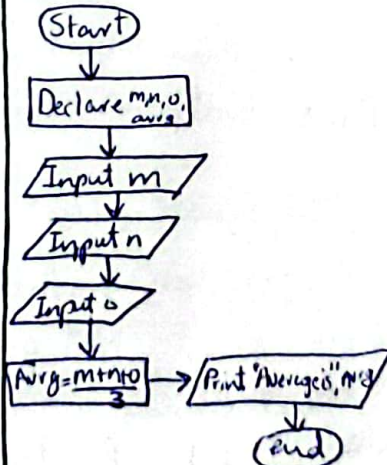 Start
Declare m,n,o,
avrg
Input m
Input n
Input o
Avrg = m+n+o
3
Print "Average is", Avrg
end